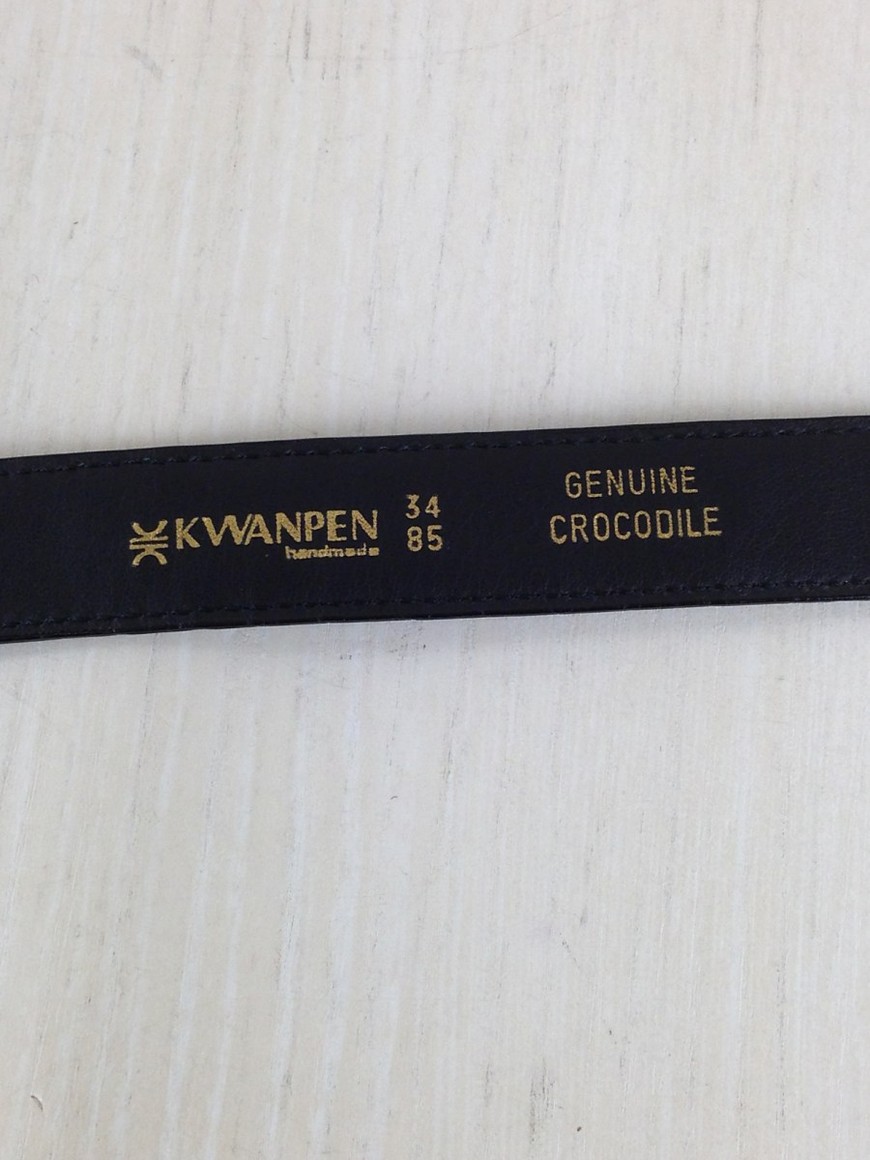 KWANPEN
handmade
34
85
GENUINE
CROCODILE